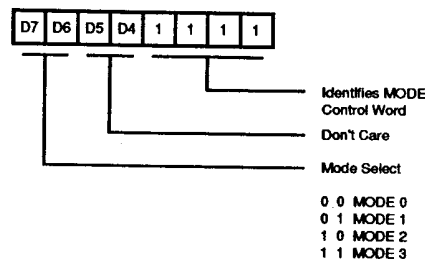 D7 D6 D5 D4 1 1 1 1
Identifies MODE
Control Word
Don't Care
Mode Select
0 0 MODE 0
0 1 MODE 1
1 0 MODE 2
1 1 MODE 3